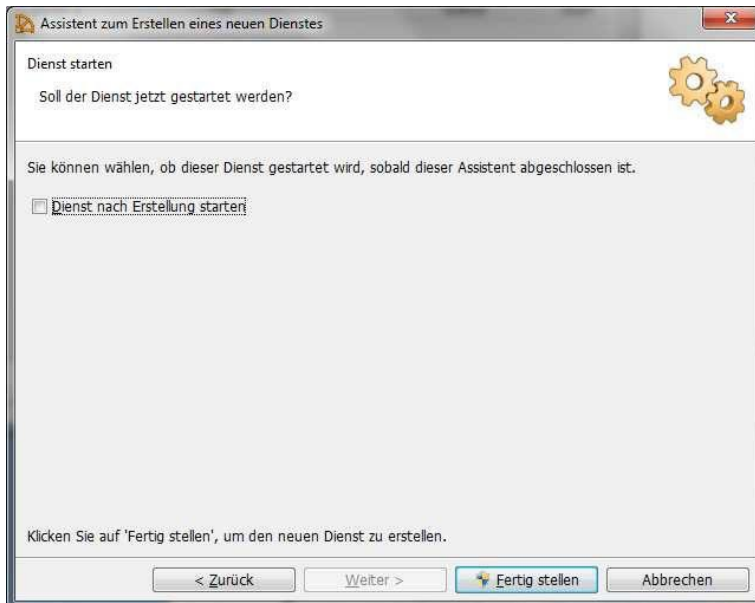 Assistent zum Erstellen eines neuen Dienstes
Dienst starten
Soll der Dienst jetzt gestartet werden?
Sie können wählen, ob dieser Dienst gestartet wird, sobald dieser Assistent abgeschlossen ist.
Dienst nach Erstellung starten
Klicken Sie auf 'Fertig stellen', um den neuen Dienst zu erstellen.
< Zurück Weiter > Fertig stellen Abbrechen